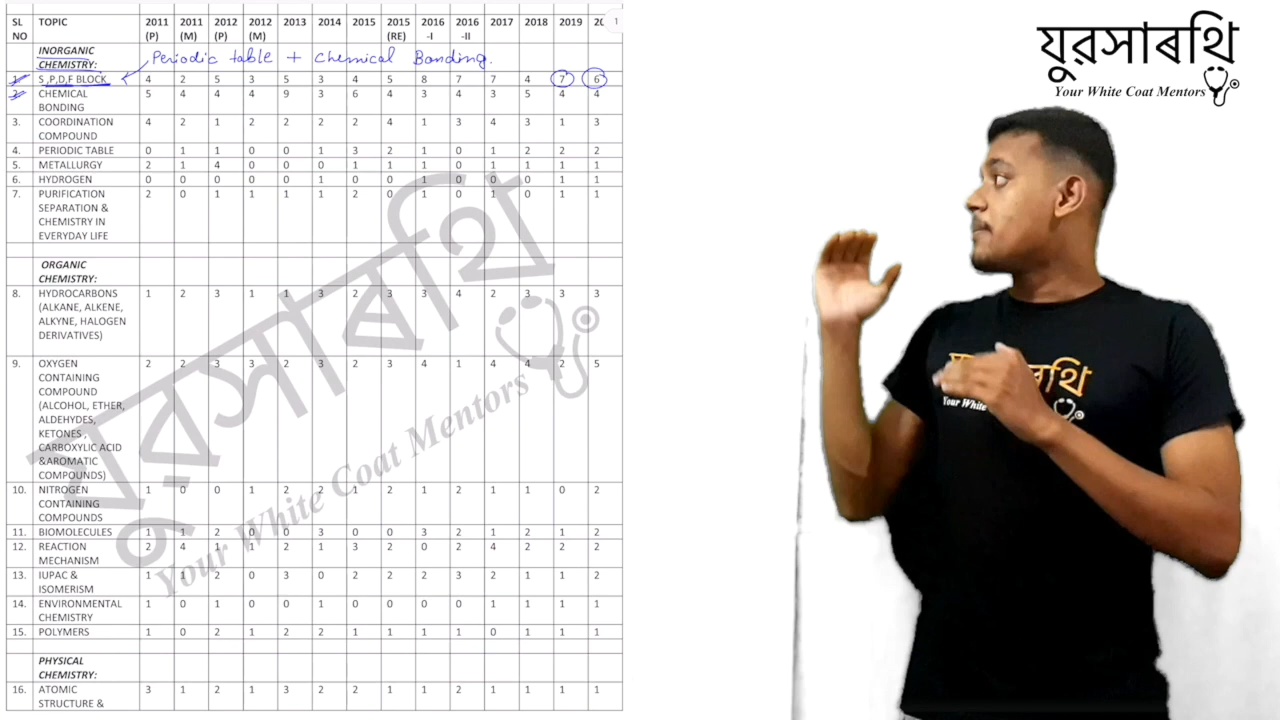 SL NO TOPIC 2011 (P) 2011 (M) 2012 (P) 2012 (M) 2013 2014 2015 2015 (RE) 2016 -I 2016 -II 2017 2018 2019 1
INORGANIC CHEMISTRY:
Periodic table + Chemical Bonding.
1. S ,P,D,F BLOCK 4 2 5 3 5 3 4 5 8 7 7 4 7 6
2. CHEMICAL BONDING 5 4 4 4 9 3 6 4 3 4 3 5 4 4
3. COORDINATION COMPOUND 4 2 1 2 2 2 2 4 1 3 4 3 1 3
4. PERIODIC TABLE 0 1 1 0 0 1 3 2 1 0 1 2 2 2
5. METALLURGY 2 1 4 0 0 0 1 1 1 0 1 1 1 1
6. HYDROGEN 0 0 0 0 0 1 0 0 1 0 0 0 1 1
7. PURIFICATION SEPARATION & CHEMISTRY IN EVERYDAY LIFE 2 0 1 1 1 1 2 0 1 0 1 0 1 1
ORGANIC CHEMISTRY:
8. HYDROCARBONS (ALKANE, ALKENE, ALKYNE, HALOGEN DERIVATIVES) 1 2 3 1 1 3 2 3 3 4 2 3 3 3
9. OXYGEN CONTAINING COMPOUND (ALCOHOL, ETHER, ALDEHYDES, KETONES CARBOXYLIC ACID &AROMATIC COMPOUNDS) 2 2 3 3 2 3 2 3 4 1 4 4 2 5
10. NITROGEN CONTAINING COMPOUNDS 1 0 0 1 2 2 1 2 1 2 1 1 0 2
11. BIOMOLECULES 1 1 2 0 0 3 0 0 3 2 1 2 1 2
12. REACTION MECHANISM 2 4 1 1 2 1 3 2 0 2 4 2 2 2
13. IUPAC & ISOMERISM 1 1 2 0 3 0 2 2 2 3 2 1 1 2
14. ENVIRONMENTAL CHEMISTRY 1 0 1 0 0 1 0 0 0 0 1 1 1 1
15. POLYMERS 1 0 2 1 2 2 1 1 1 1 0 1 1 1
PHYSICAL CHEMISTRY:
16. ATOMIC STRUCTURE & 3 1 2 1 3 2 2 1 1 2 1 1 1 1
যুৱসাৰথি
Your White Coat Mentors
যুৱসাৰথি
Your White Coat Mentors
ৰথি
Your White